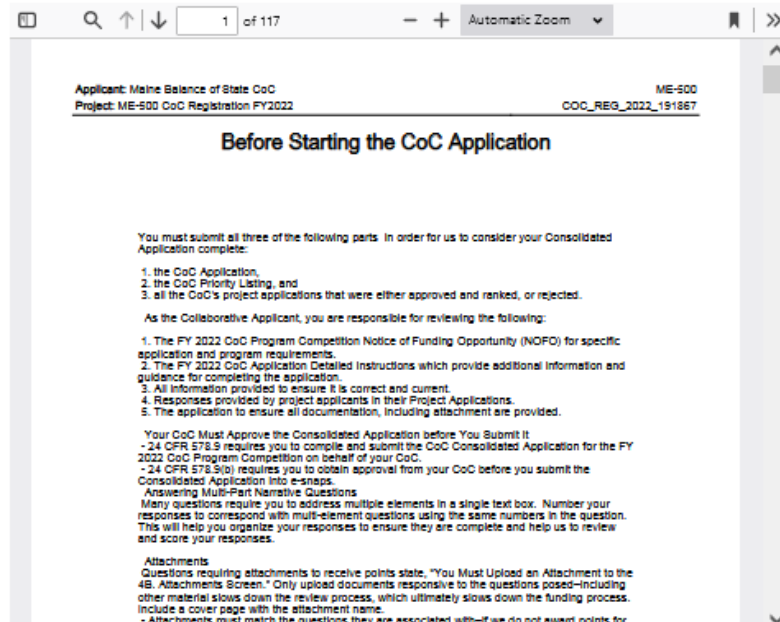 1 of 117 Automatic Zoom
Applicant: Maine Balance of State CoC ME-500
Project: ME-500 CoC Registration FY2022 COC_REG_2022_191867
Before Starting the CoC Application
You must submit all three of the following parts in order for us to consider your Consolidated
Application complete:
1. the CoC Application,
2. the CoC Priority Listing, and
3. all the CoC's project applications that were either approved and ranked, or rejected.
As the Collaborative Applicant, you are responsible for reviewing the following:
1. The FY 2022 CoC Program Competition Notice of Funding Opportunity (NOFO) for specific
application and program requirements.
2. The FY 2022 CoC Application Detailed Instructions which provide additional information and
guidance for completing the application.
3. All information provided to ensure it is correct and current.
4. Responses provided by project applicants in their Project Applications.
5. The application to ensure all documentation, including attachment are provided.
Your CoC Must Approve the Consolidated Application before You Submit It
- 24 CFR 578.9 requires you to compile and submit the CoC Consolidated Application for the FY
2022 CoC Program Competition on behalf of your CoC.
- 24 CFR 578.9(b) requires you to obtain approval from your CoC before you submit the
Consolidated Application into e-snaps.
Answering Multi-Part Narrative Questions
Many questions require you to address multiple elements in a single text box. Number your
responses to correspond with multi-element questions using the same numbers in the question.
This will help you organize your responses to ensure they are complete and help us to review
and score your responses.
Attachments
Questions requiring attachments to receive points state, "You Must Upload an Attachment to the
4B. Attachments Screen." Only upload documents responsive to the questions posed–including
other material slows down the review process, which ultimately slows down the funding process.
Include a cover page with the attachment name.
- Attachments must match the questions they are associated with–if we do not award points for